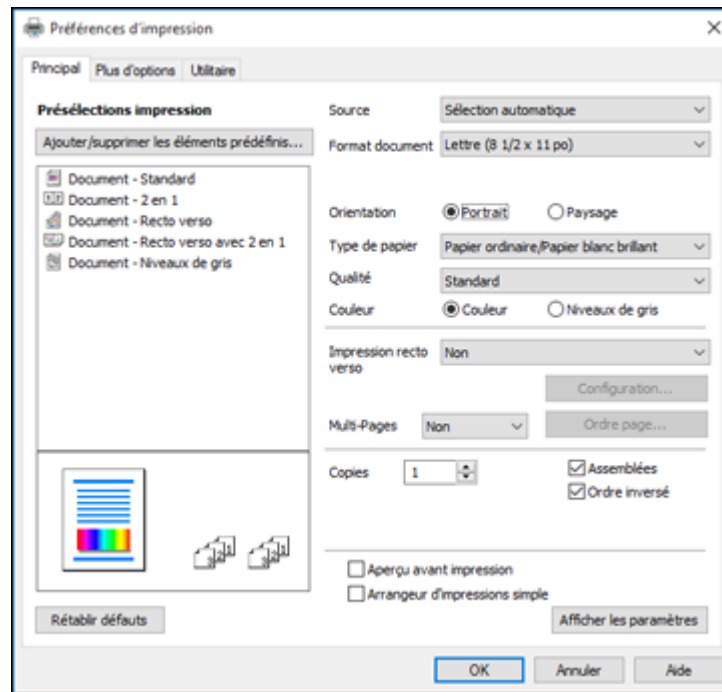 Préférences d'impression
Principal
Plus d'options
Utilitaire
Présélections impression
Ajouter/supprimer les éléments prédéfinis...
Document - Standard
Document - 2 en 1
Document - Recto verso
Document - Recto verso avec 2 en 1
Document - Niveaux de gris
Rétablir défauts
Source
Sélection automatique
Format document
Lettre (8 1/2 x 11 po)
Orientation
Portrait
Paysage
Type de papier
Papier ordinaire/Papier blanc brillant
Qualité
Standard
Couleur
Couleur
Niveaux de gris
Impression recto
verso
Non
Configuration...
Multi-Pages
Non
Ordre page...
Copies
1
Assemblées
Ordre inversé
Aperçu avant impression
Arrangeur d'impressions simple
Afficher les paramètres
OK
Annuler
Aide